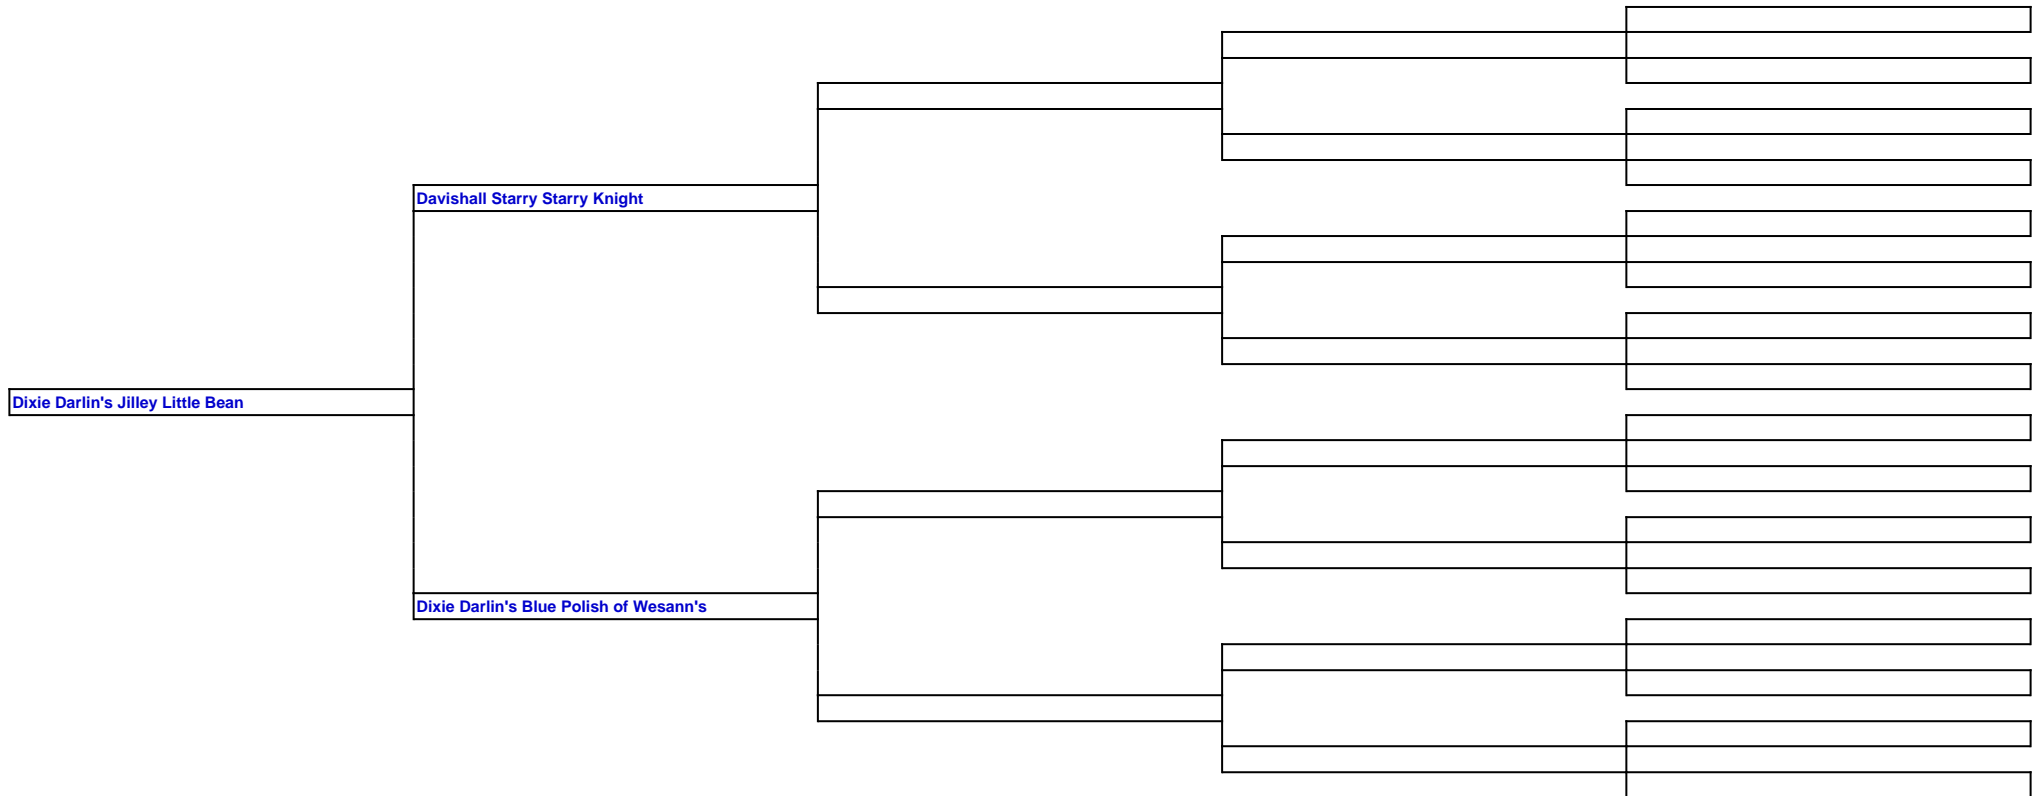 Davishall Starry Starry Knight
Dixie Darlin's Jilley Little Bean
Dixie Darlin's Blue Polish of Wesann's